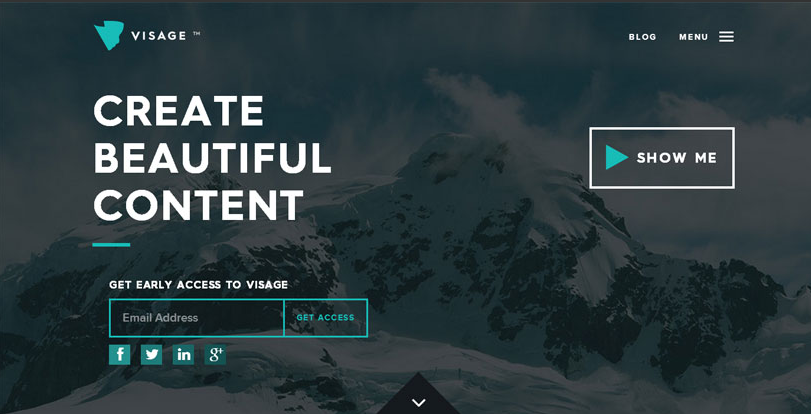 VISAGE ™
BLOG
MENU
CREATE
BEAUTIFUL
CONTENT
SHOW ME
GET EARLY ACCESS TO VISAGE
Email Address
GET ACCESS
f
in
g+